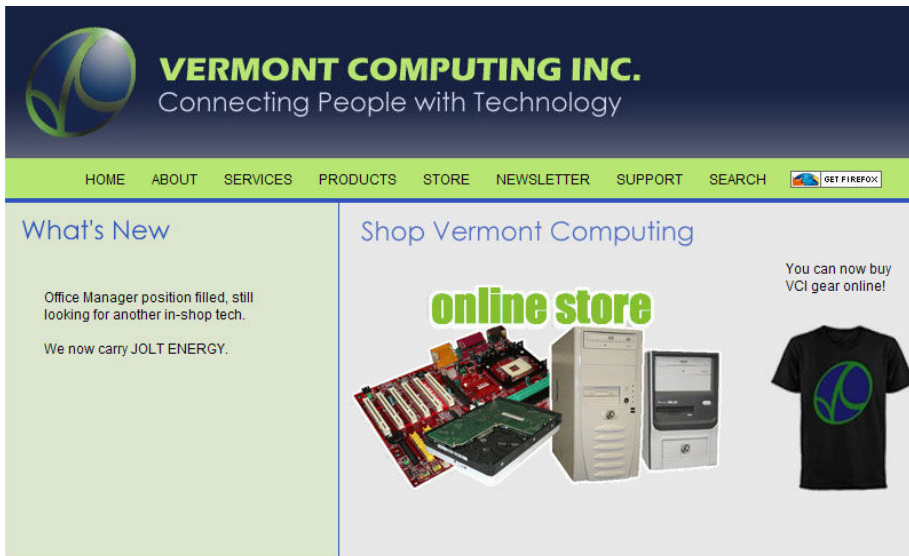 VERMONT COMPUTING INC.
Connecting People with Technology
HOME ABOUT SERVICES PRODUCTS STORE NEWSLETTER SUPPORT SEARCH GET FIREFOX
What's New
Office Manager position filled, still
looking for another in-shop tech.
We now carry JOLT ENERGY.
Shop Vermont Computing
online store
You can now buy
VCI gear online!